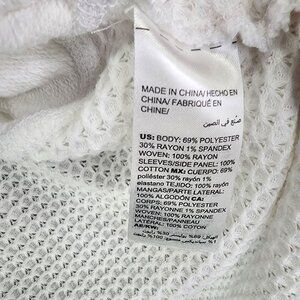 MADE IN CHINA/ HECHO EN
CHINA/ FABRIQUÉ EN
CHINE/
صنع في الصين
US: BODY: 69% POLYESTER
30% RAYON 1% SPANDEX
WOVEN: 100% RAYON
SLEEVES/SIDE PANEL: 100%
COTTON MX: CUERPO: 69%
poliéster 30% rayón 1%
elastano TEJIDO: 100% RAYÓN
MANGAS/PARTE LATERAL:
100% ALGODÓN CA:
CORPS: 69% POLYESTER
30% RAYONNE 1% SPANDEX
WOVEN: 100% RAYONNE
MANCHES/PANNEAU
LATERAL: 100% COTON
AE/KW: